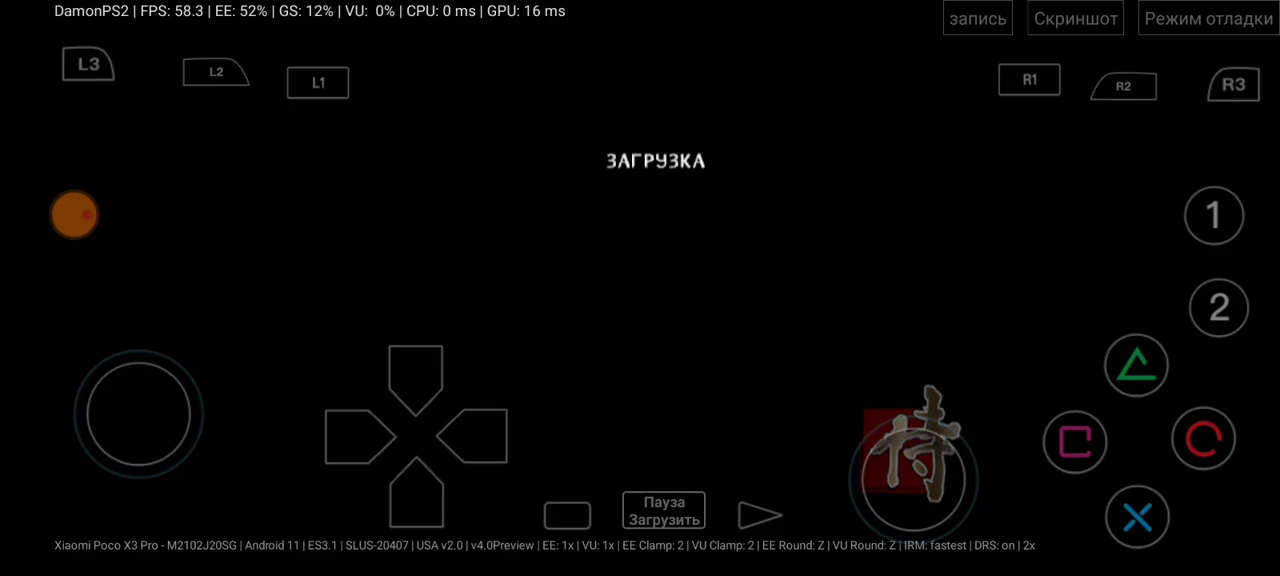 DamonPS2 | FPS: 58.3 | EE: 52% | GS: 12% | VU:  0% | CPU: 0 ms | GPU: 16 ms
запись
Скриншот
Режим отладки
L3
L2
L1
R1
R2
R3
ЗАГРУЗКА
1
2
侍
Пауза
Загрузить
Xiaomi Poco X3 Pro - M2102J20SG | Android 11 | ES3.1 | SLUS-20407 | USA v2.0 | v4.0Preview | EE: 1x | VU: 1x | EE Clamp: 2 | VU Clamp: 2 | EE Round: Z | VU Round: Z | IRM: fastest | DRS: on | 2x